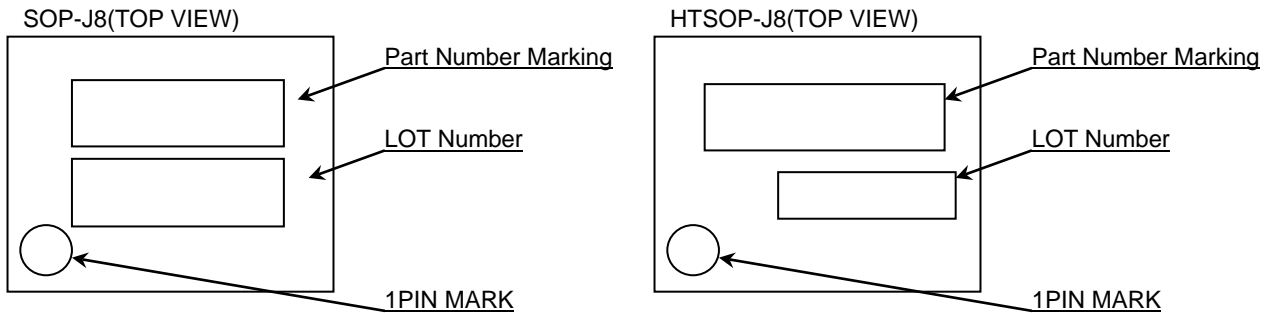 SOP-J8(TOP VIEW)
Part Number Marking
LOT Number
1PIN MARK
HTSOP-J8(TOP VIEW)
Part Number Marking
LOT Number
1PIN MARK